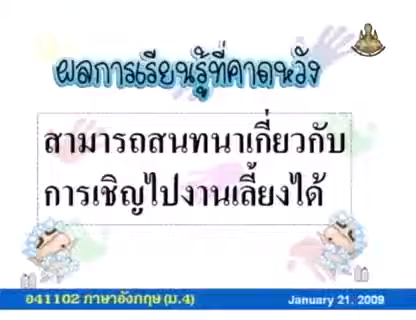 ผลการเรียนรู้ที่คาดหวัง
สามารถสนทนาเกี่ยวกับ
การเชิญไปงานเลี้ยงได้
อ41102 ภาษาอังกฤษ (ม.4)
January 21, 2009